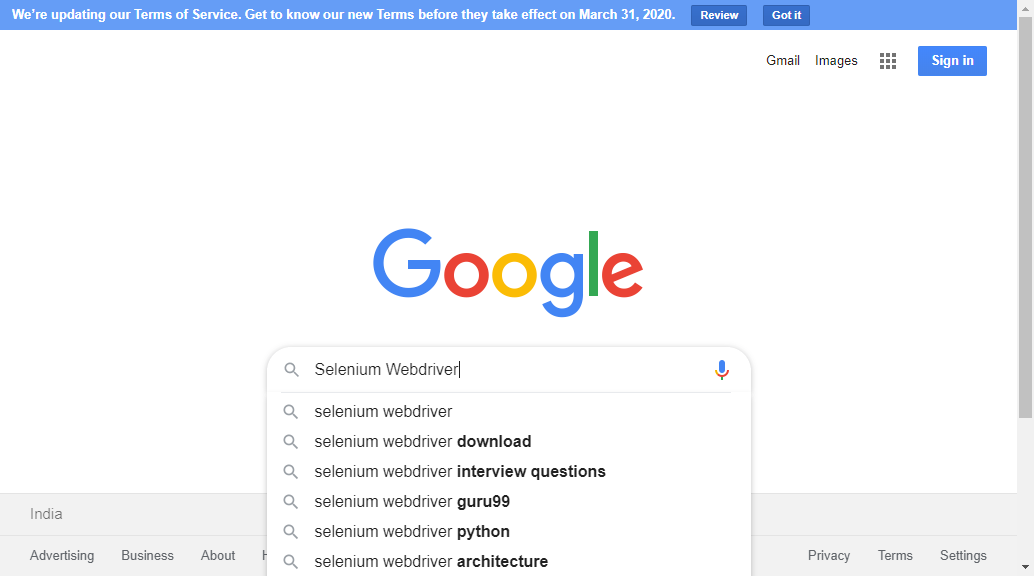 We're updating our Terms of Service. Get to know our new Terms before they take effect on March 31, 2020. Review Got it
Gmail Images Sign in
Google
Selenium Webdriver
selenium webdriver
selenium webdriver download
selenium webdriver interview questions
selenium webdriver guru99
India
selenium webdriver python
Advertising Business About Privacy Terms Settings
selenium webdriver architecture